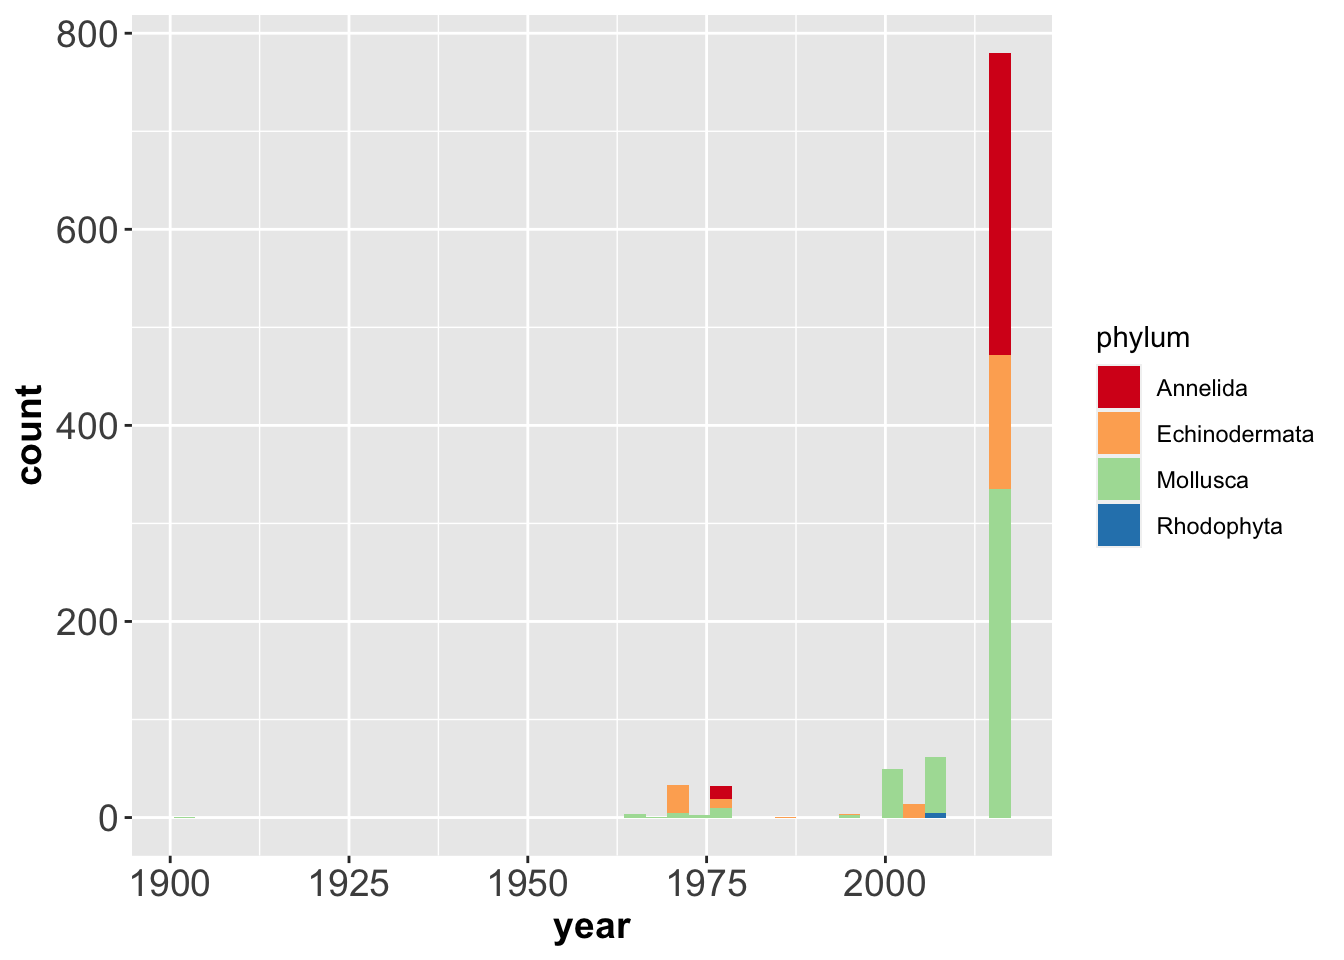 800
600
400
200
0
count
1900 1925 1950 1975 2000
year
phylum
Annelida
Echinodermata
Mollusca
Rhodophyta